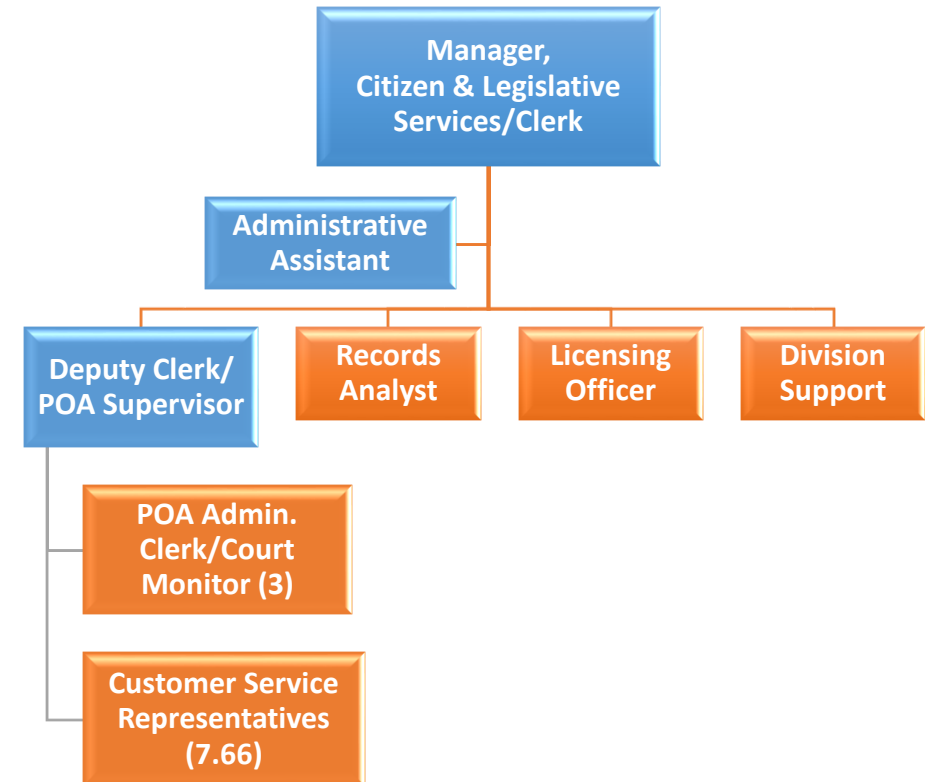 Manager,
Citizen & Legislative
Services/Clerk
Administrative
Assistant
Deputy Clerk/
POA Supervisor
Records
Analyst
Licensing
Officer
Division
Support
POA Admin.
Clerk/Court
Monitor (3)
Customer Service
Representatives
(7.66)